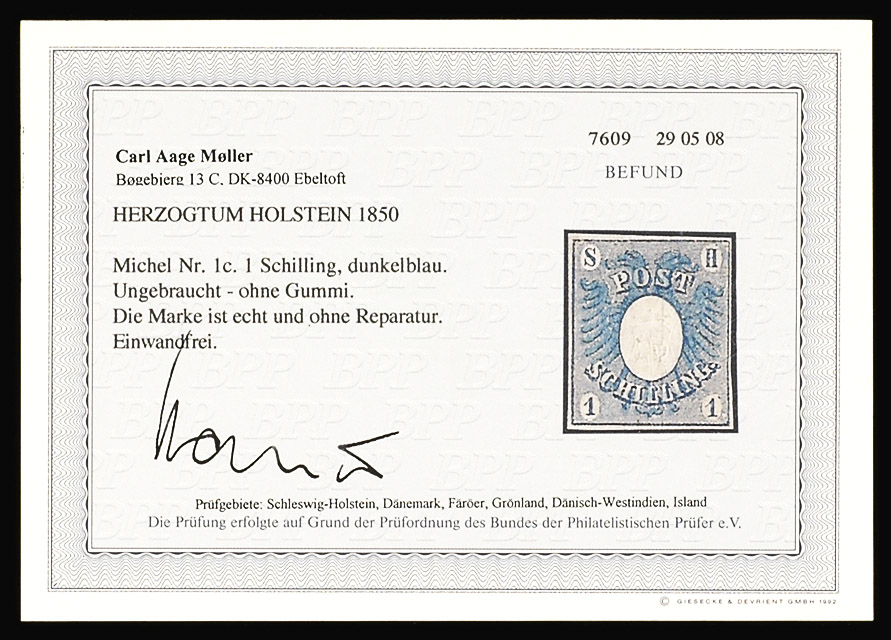 7609 29 05 08
Carl Aage Møller
BEFUND
Bøgebjerg 13 C, DK-8400 Ebeltoft
HERZOGTUM HOLSTEIN 1850
Michel Nr. 1c. 1 Schilling, dunkelblau.
Ungebraucht - ohne Gummi.
Die Marke ist echt und ohne Reparatur.
Einwandfrei.
S H
POST
SCHILLING
1 1
Prüfgebiete: Schleswig-Holstein, Dänemark, Färöer, Grönland, Dänisch-Westindien, Island
Die Prüfung erfolgte auf Grund der Prüfordnung des Bundes der Philatelistischen Prüfer e.V.
© GIESECKE & DEVRIENT GMBH 1992
BPP